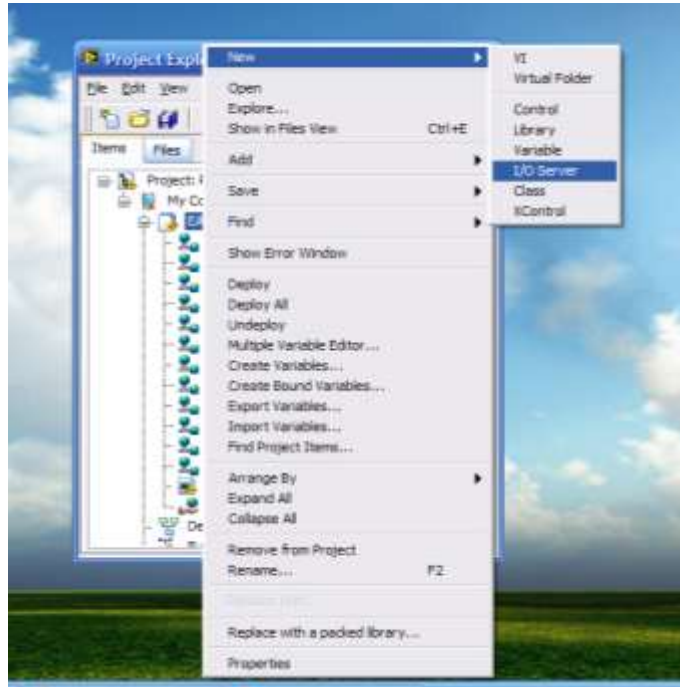 Project Expl
File Edit View
Items Files
Project:
My Co
De
New
Open
Explore...
Show in Files View Ctrl+E
Add
Save
Find
Show Error Window
Deploy
Deploy All
Undeploy
Multiple Variable Editor...
Create Variables...
Create Bound Variables...
Export Variables...
Import Variables...
Find Project Items...
Arrange By
Expand All
Collapse All
Remove from Project
Rename... F2
Replace with a packed library...
Properties
VI
Virtual Folder
Control
Library
Variable
I/O Server
Class
XControl